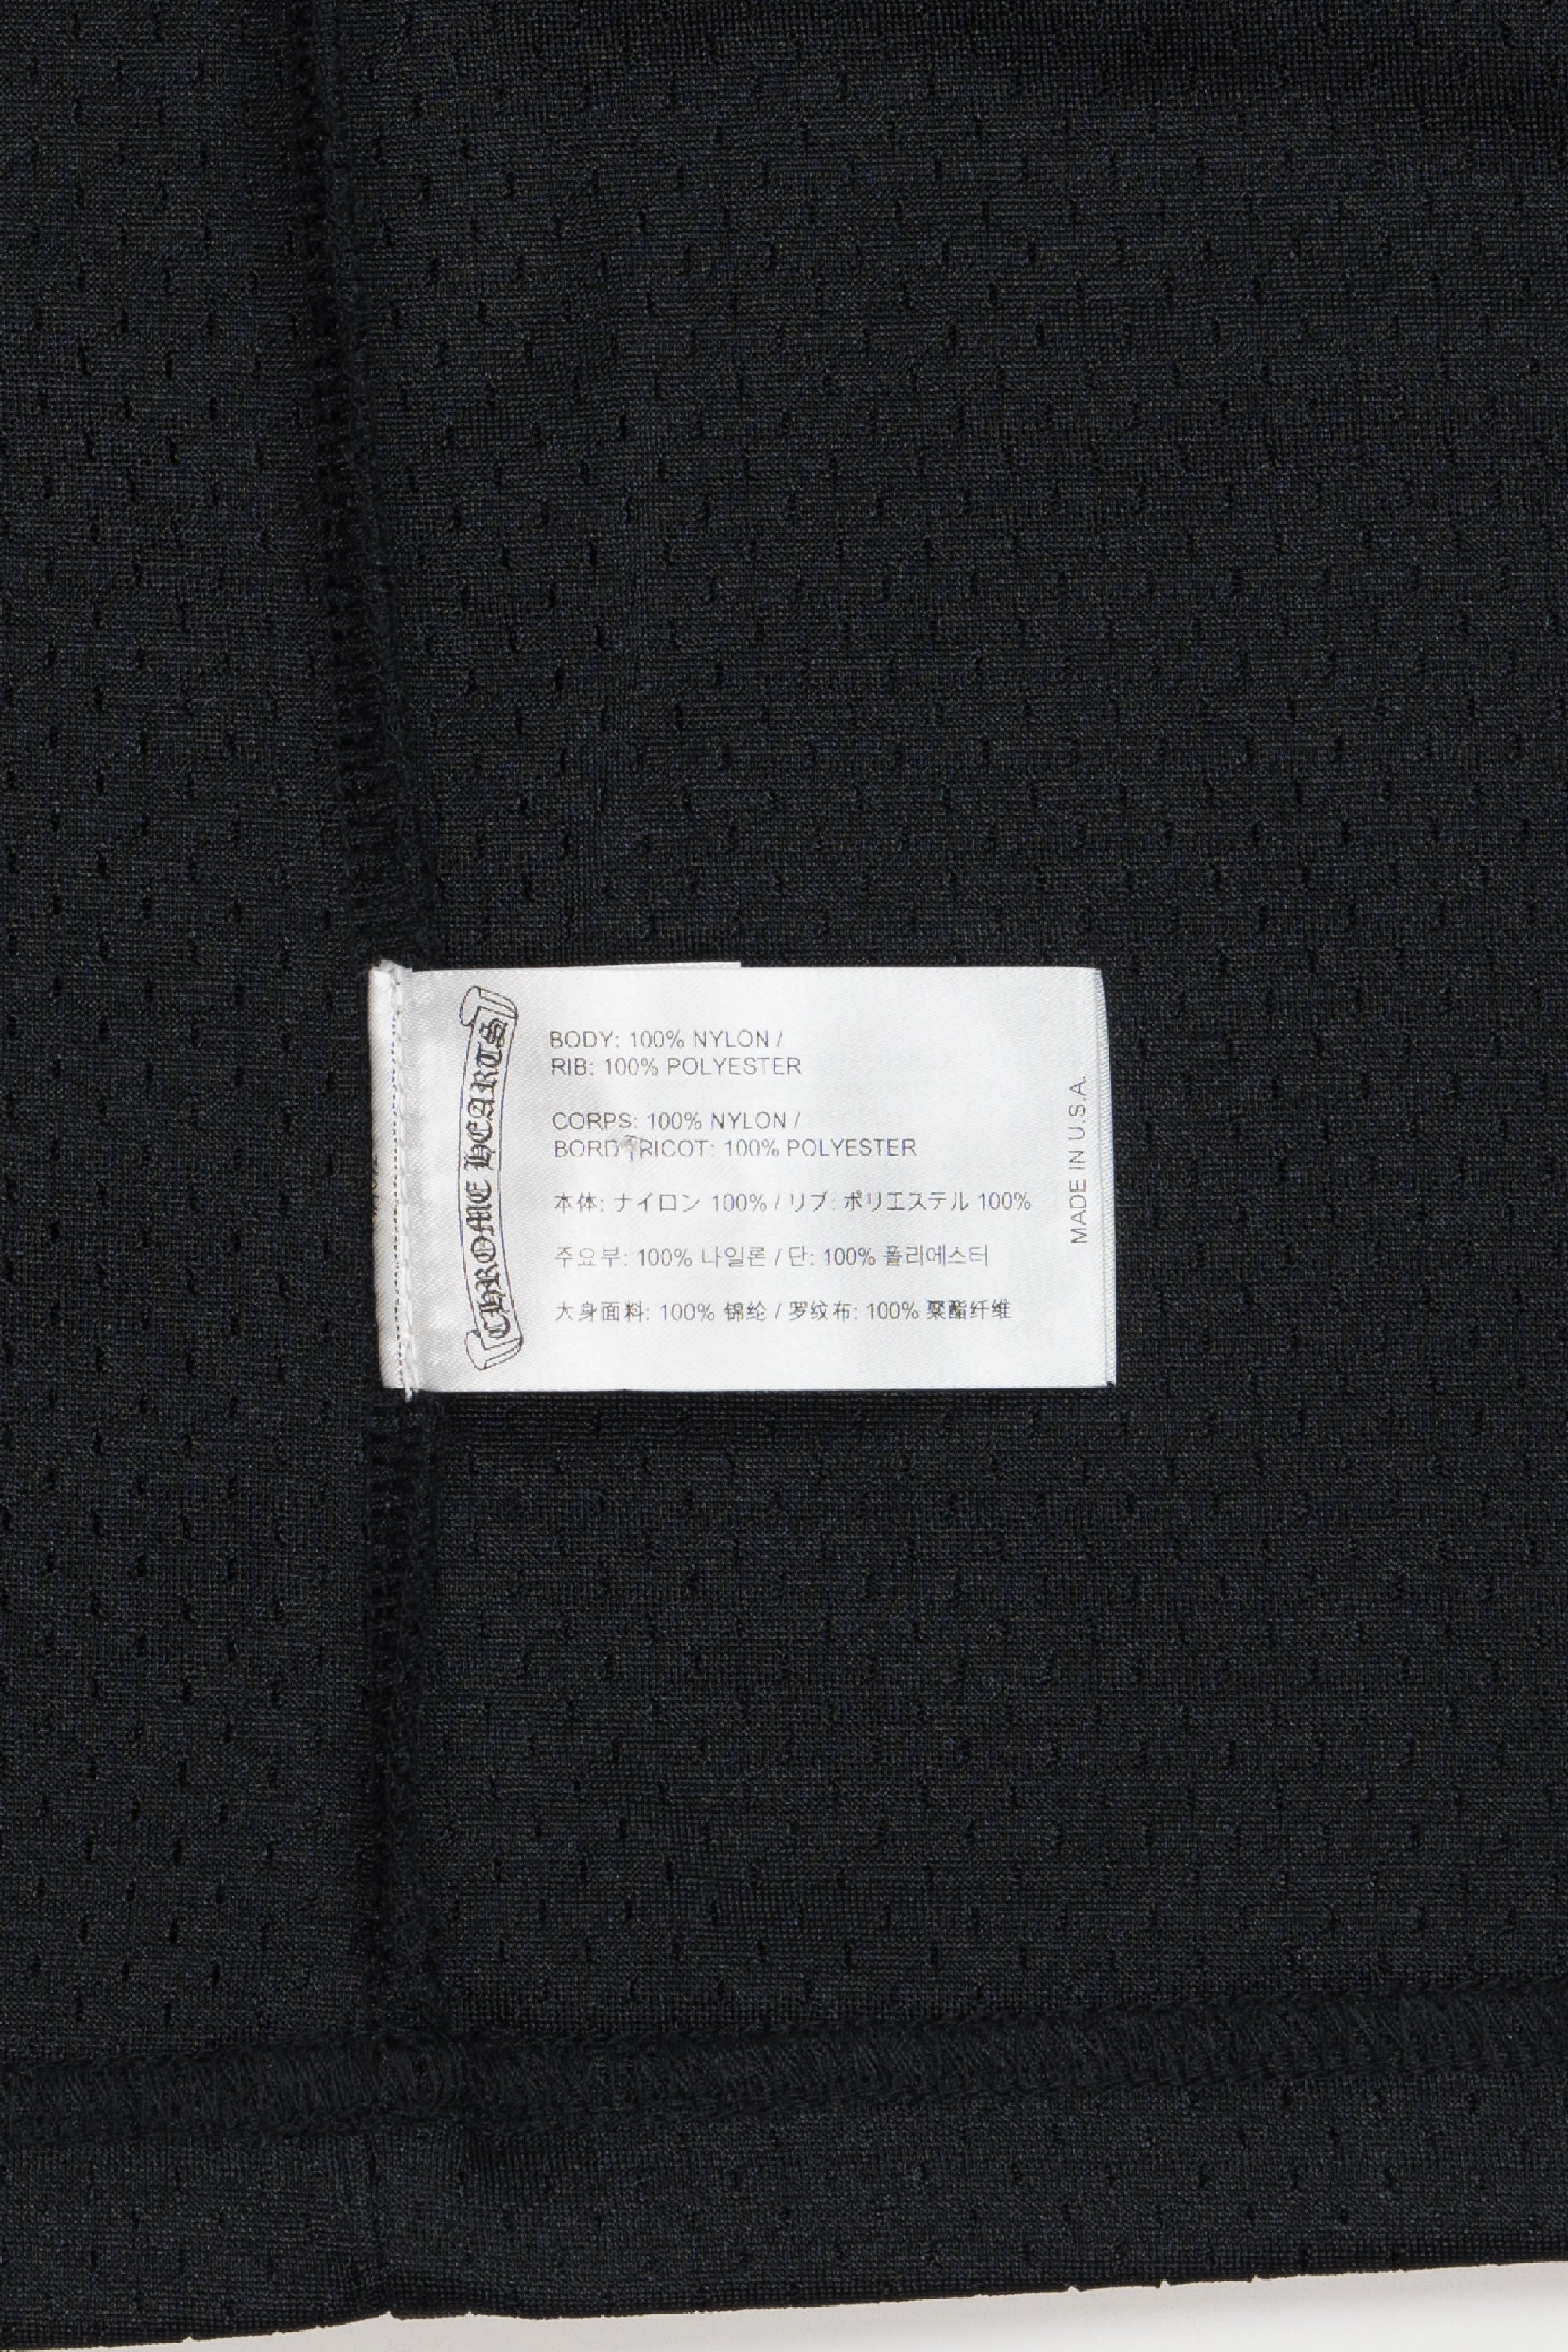 CHROME HEARTS
BODY: 100% NYLON /
RIB: 100% POLYESTER
CORPS: 100% NYLON /
BORD TRICOT: 100% POLYESTER
本体: ナイロン 100% / リブ: ポリエステル 100%
주요부: 100% 나일론 / 단: 100% 폴리에스터
大身面料: 100% 锦纶 / 罗纹布: 100% 聚酯纤维
MADE IN U.S.A.